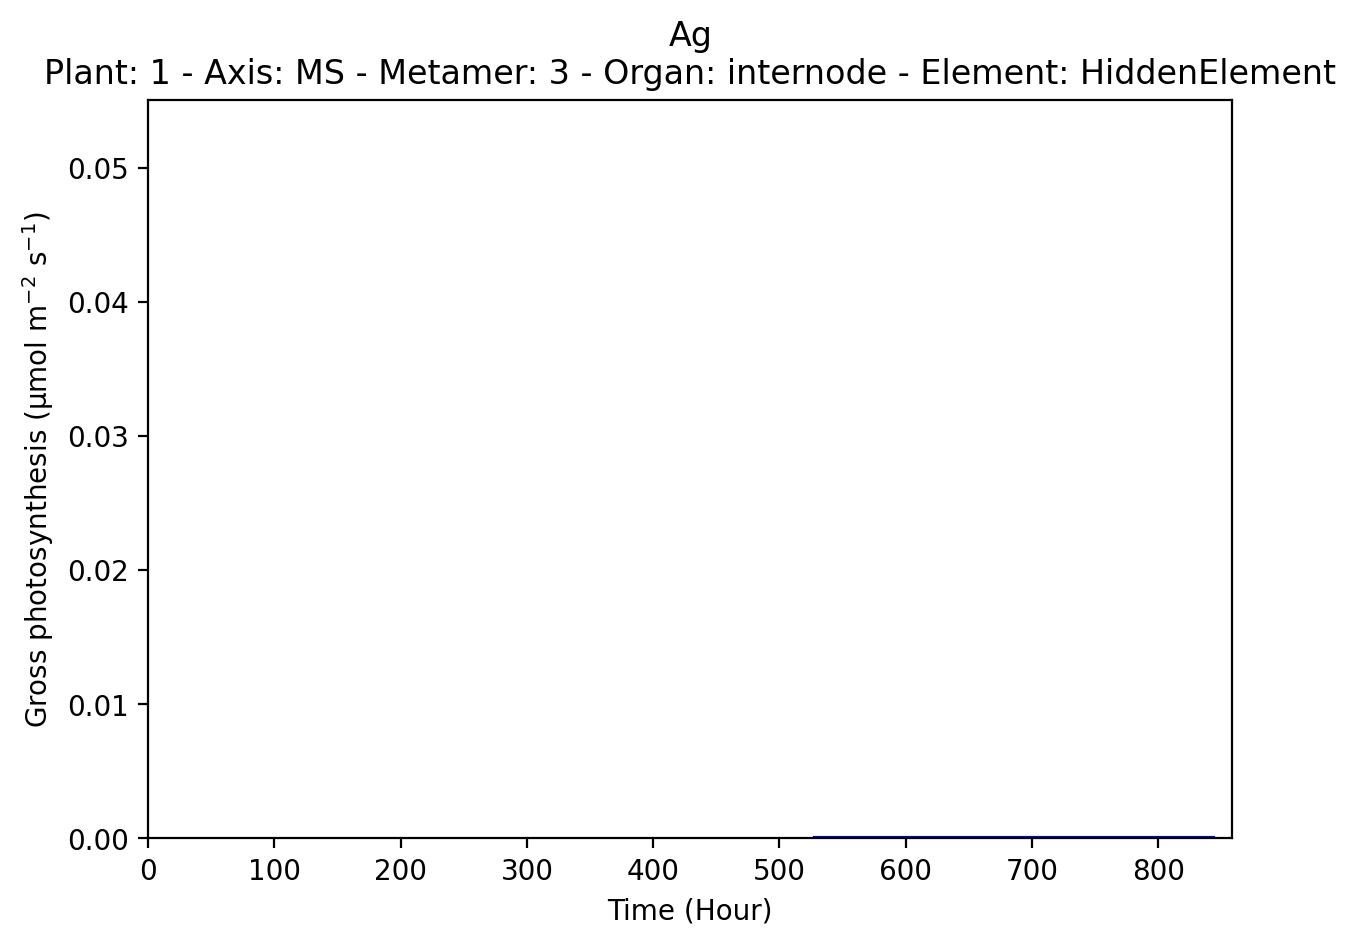 Ag
Plant: 1 - Axis: MS - Metamer: 3 - Organ: internode - Element: HiddenElement
Gross photosynthesis (µmol m⁻² s⁻¹)
0.05
0.04
0.03
0.02
0.01
0.00
0 100 200 300 400 500 600 700 800
Time (Hour)